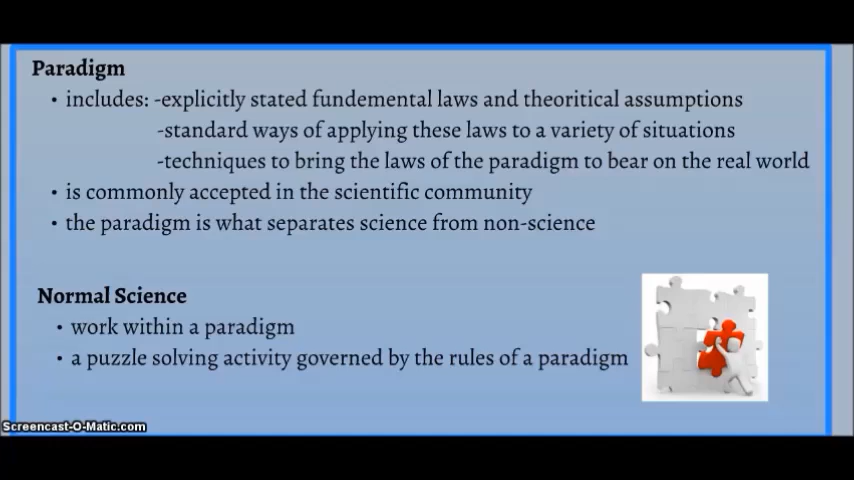 Paradigm
• includes: -explicitly stated fundemental laws and theoritical assumptions
-standard ways of applying these laws to a variety of situations
-techniques to bring the laws of the paradigm to bear on the real world
• is commonly accepted in the scientific community
• the paradigm is what separates science from non-science
Normal Science
• work within a paradigm
• a puzzle solving activity governed by the rules of a paradigm
Screencast-O-Matic.com